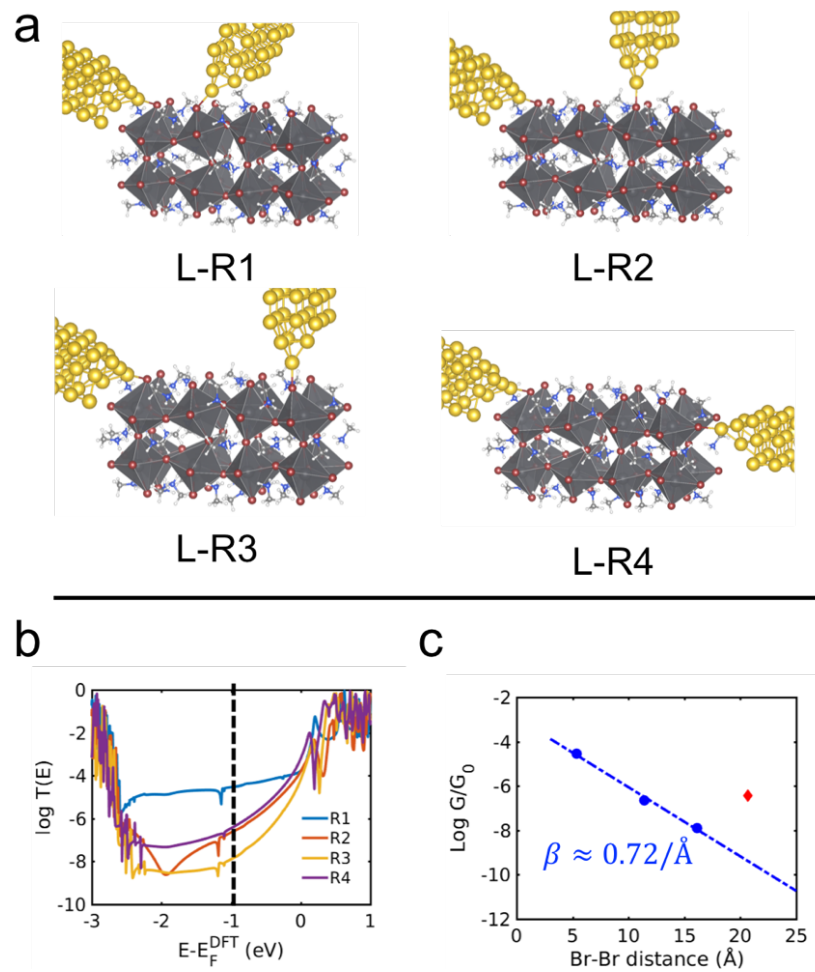 a
L-R1
L-R2
L-R3
L-R4
b
0
-2
-4
-6
-8
-10
log T(E)
-3 -2 -1 0 1
E-E_F^DFT (eV)
R1
R2
R3
R4
c
-2
-4
-6
-8
-10
-12
Log G/G_0
β ≈ 0.72/Å
0 5 10 15 20 25
Br-Br distance (Å)